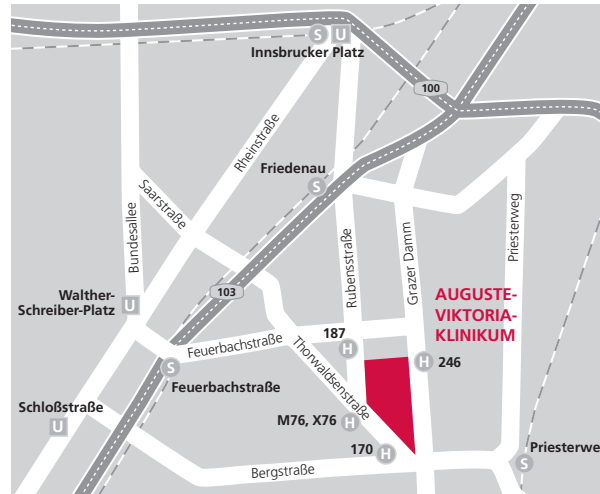 S U
Innsbrucker Platz
100
Rheinstraße
Friedenau
S
Saarstraße
Bundesallee
Rubensstraße
Grazer Damm
Priesterweg
103
Walther-
Schreiber-Platz
U
AUGUSTE-
VIKTORIA-
KLINIKUM
187
H
Feuerbachstraße
H 246
S
Feuerbachstraße
Thorwaldsenstraße
Schloßstraße
U
M76, X76 H
170 H
Bergstraße
Priesterwe
S